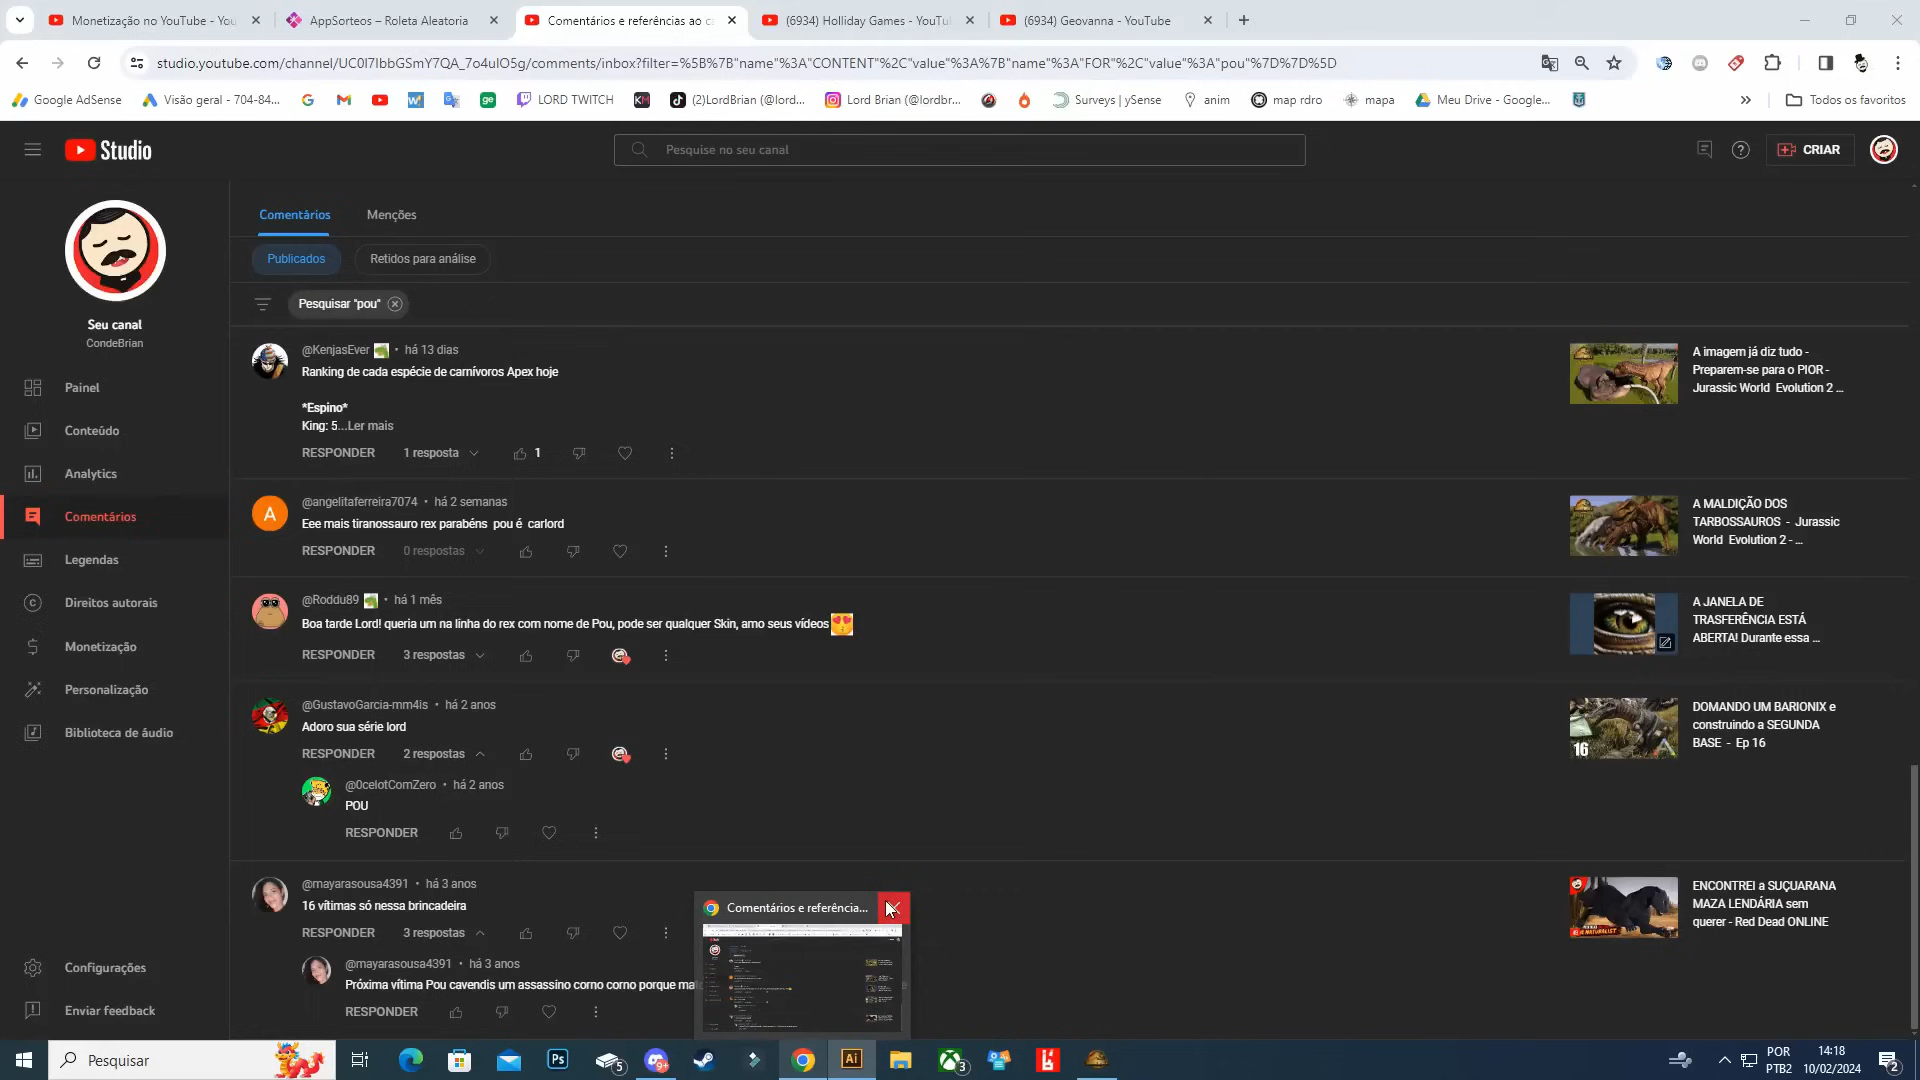 Monetização no YouTube - You
AppSorteos – Roleta Aleatoria
Comentários e referências ao ca
(6934) Holliday Games - YouTu
(6934) Geovanna - YouTube
studio.youtube.com/channel/UC0l7IbbGSmY7QA_7o4uIO5g/comments/inbox?filter=%5B%7B"name"%3A"CONTENT"%2C"value"%3A%7B"name"%3A"FOR"%2C"value"%3A"pou"%7D%7D%5D
Google AdSense
Visão geral - 704-84...
LORD TWITCH
(2)LordBrian (@lord...
Lord Brian (@lordbr...
Surveys | ySense
anim
map rdro
mapa
Meu Drive - Google...
Todos os favoritos
Studio
Pesquise no seu canal
CRIAR
Seu canal
CondeBrian
Painel
Conteúdo
Analytics
Comentários
Legendas
Direitos autorais
Monetização
Personalização
Biblioteca de áudio
Configurações
Enviar feedback
Comentários
Menções
Publicados
Retidos para análise
Pesquisar "pou"
@KenjasEver • há 13 dias
Ranking de cada espécie de carnívoros Apex hoje
*Espino*
King: 5...Ler mais
RESPONDER 1 resposta 1
A imagem já diz tudo -
Preparem-se para o PIOR -
Jurassic World Evolution 2 ...
@angelitaferreira7074 • há 2 semanas
Eee mais tiranossauro rex parabéns pou é carlord
RESPONDER 0 respostas
A MALDIÇÃO DOS
TARBOSSAUROS - Jurassic
World Evolution 2 - ...
@Roddu89 • há 1 mês
Boa tarde Lord! queria um na linha do rex com nome de Pou, pode ser qualquer Skin, amo seus vídeos
RESPONDER 3 respostas
A JANELA DE
TRASFERÊNCIA ESTÁ
ABERTA! Durante essa ...
@GustavoGarcia-mm4is • há 2 anos
Adoro sua série lord
RESPONDER 2 respostas
16
DOMANDO UM BARIONIX e
construindo a SEGUNDA
BASE - Ep 16
@0celotComZero • há 2 anos
POU
RESPONDER
@mayarasousa4391 • há 3 anos
16 vítimas só nessa brincadeira
RESPONDER 3 respostas
ENCONTREI a SUÇUARANA
MAZA LENDÁRIA sem
querer - Red Dead ONLINE
@mayarasousa4391 • há 3 anos
Próxima vítima Pou cavendis um assassino corno corno porque mat
RESPONDER
Comentários e referência...
Pesquisar
Ps
5
9+
Ai
3
POR
PTB2
14:18
10/02/2024
2